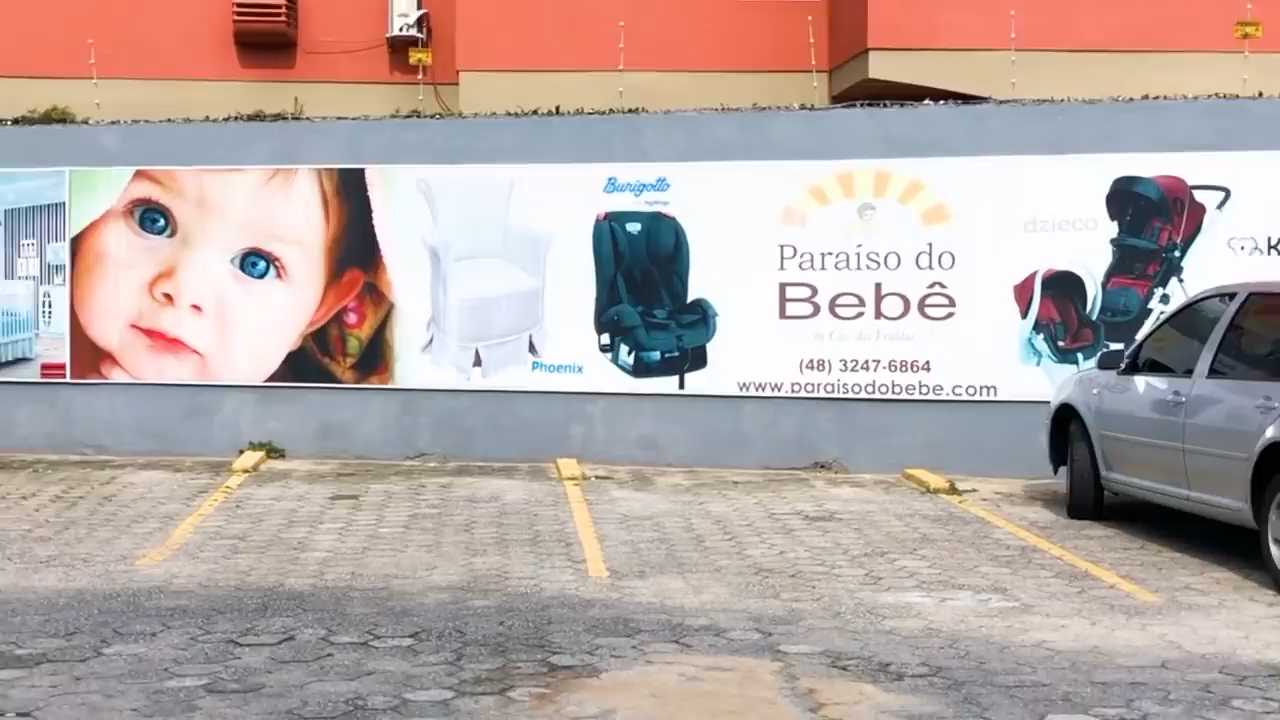 Burigotto
Phoenix
Paraíso do
Bebê
(48) 3247-6864
www.paraisodobebe.com
dzieco
K